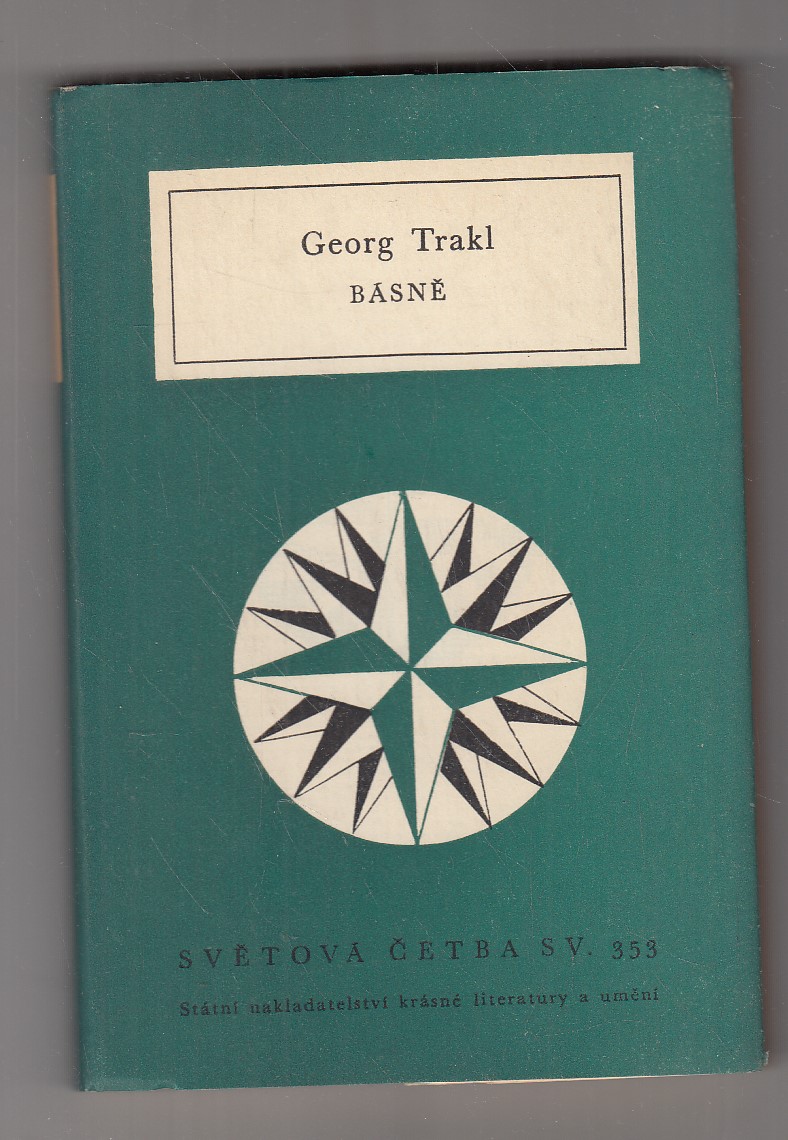 Georg Trakl
BÁSNĚ
SVĚTOVÁ ČETBA SV. 353
Státní nakladatelství krásné literatury a umění